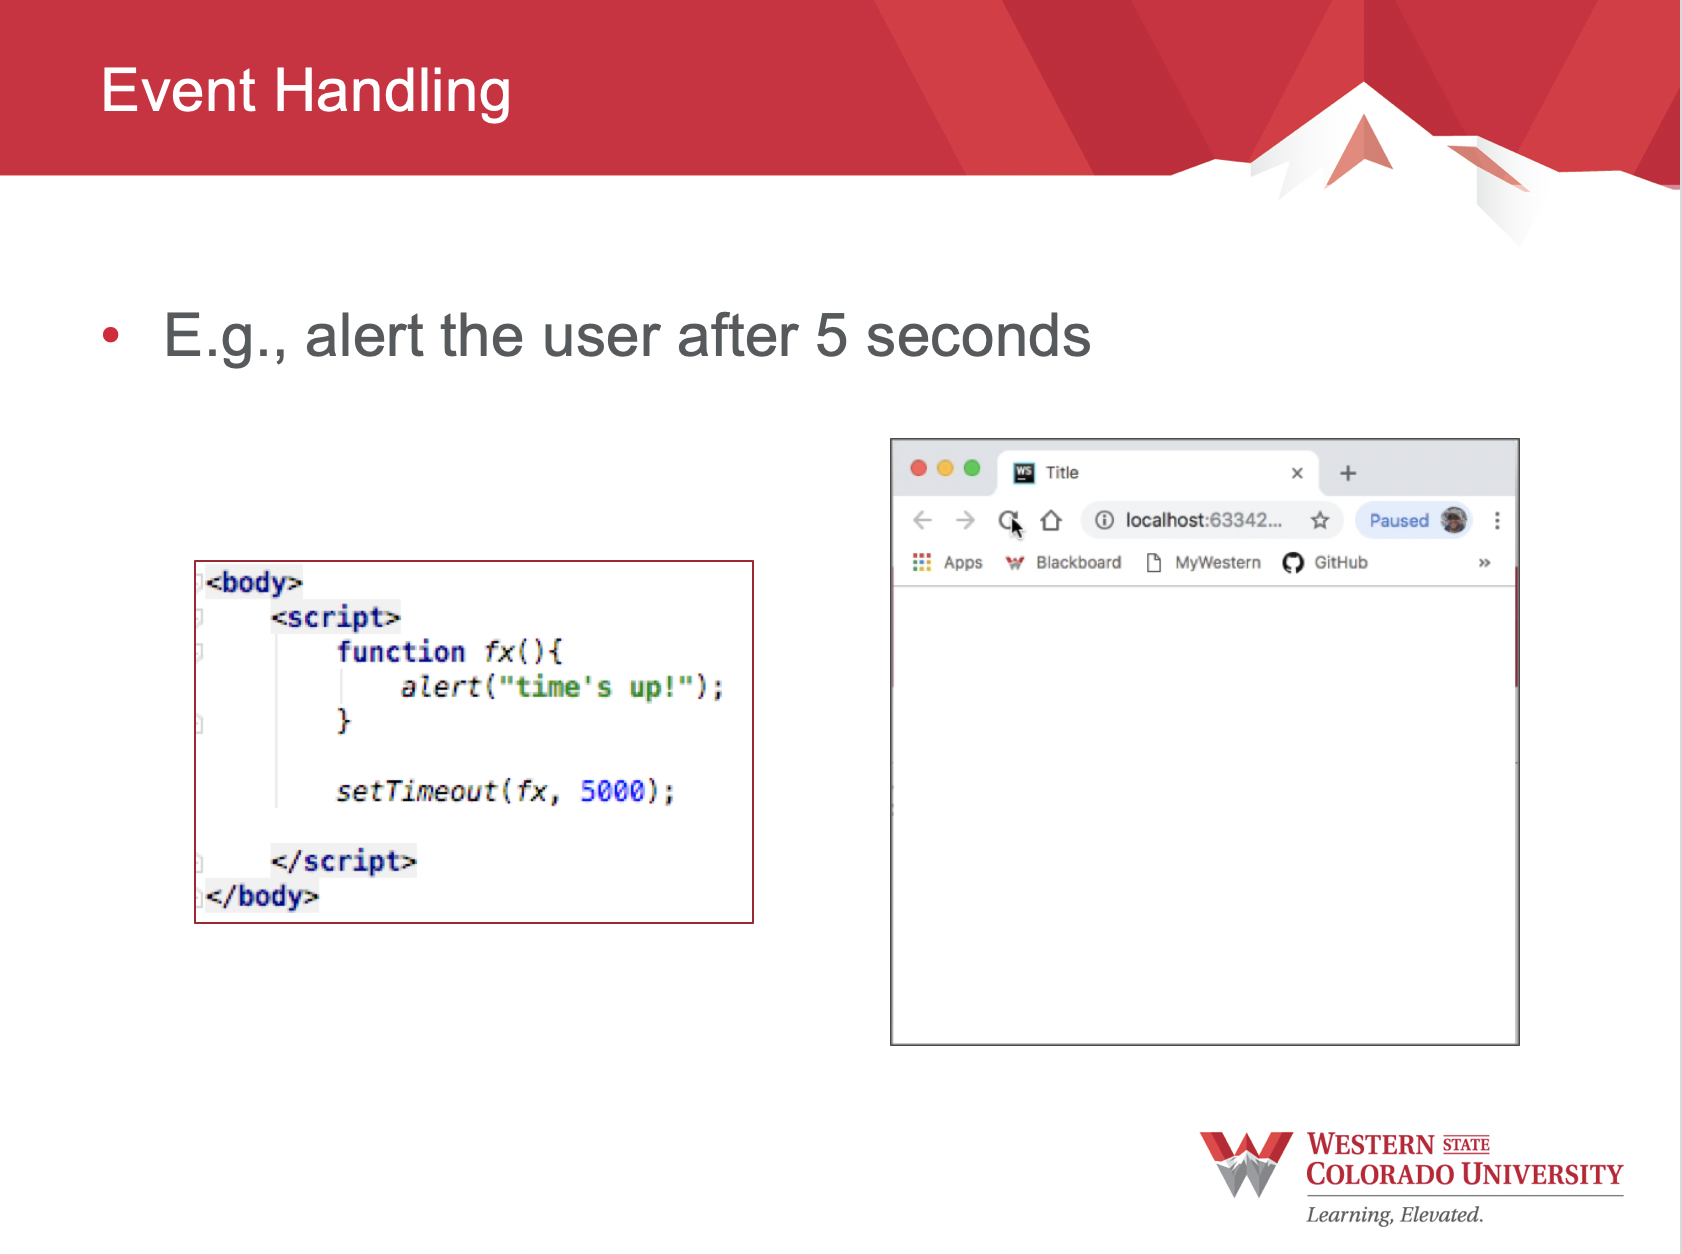 Event Handling
• E.g., alert the user after 5 seconds
<body>
<script>
function fx(){
alert("time's up!");
}
setTimeout(fx, 5000);
</script>
</body>
WS Title
localhost:63342... Paused
Apps Blackboard MyWestern GitHub »
WESTERN STATE
COLORADO UNIVERSITY
Learning, Elevated.